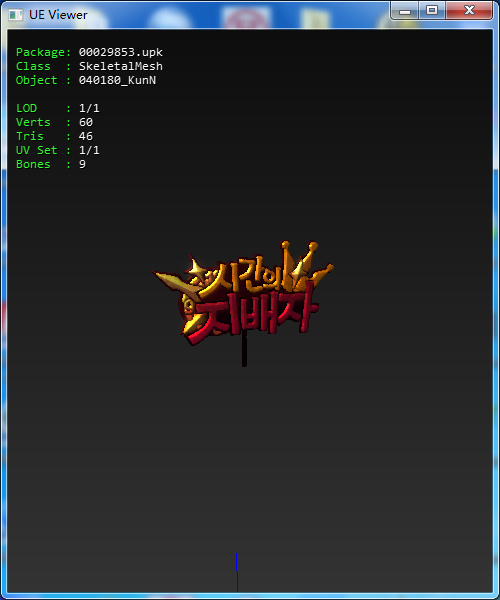 UE Viewer
Package: 00029853.upk
Class : SkeletalMesh
Object : 040180_KunN
LOD : 1/1
Verts : 60
Tris : 46
UV Set : 1/1
Bones : 9
시간의
지배자